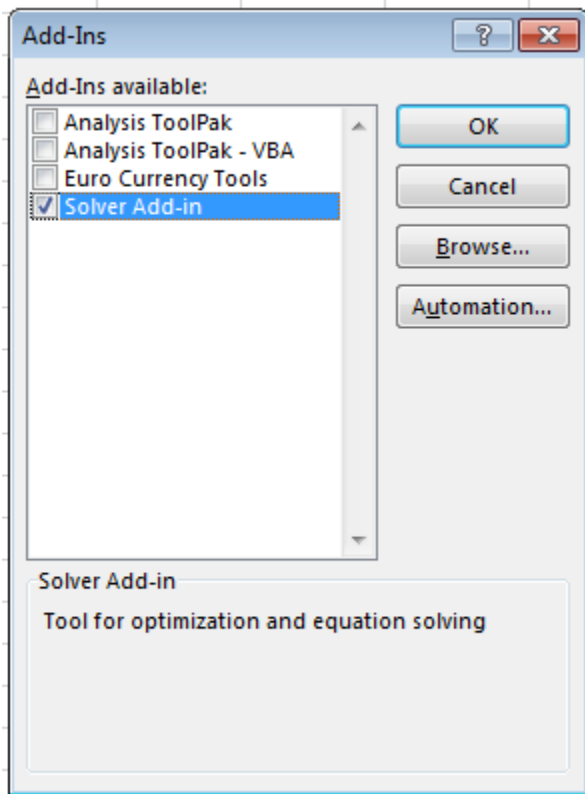 Add-Ins
Add-Ins available:
Analysis ToolPak
Analysis ToolPak - VBA
Euro Currency Tools
Solver Add-in
OK
Cancel
Browse...
Automation...
Solver Add-in
Tool for optimization and equation solving